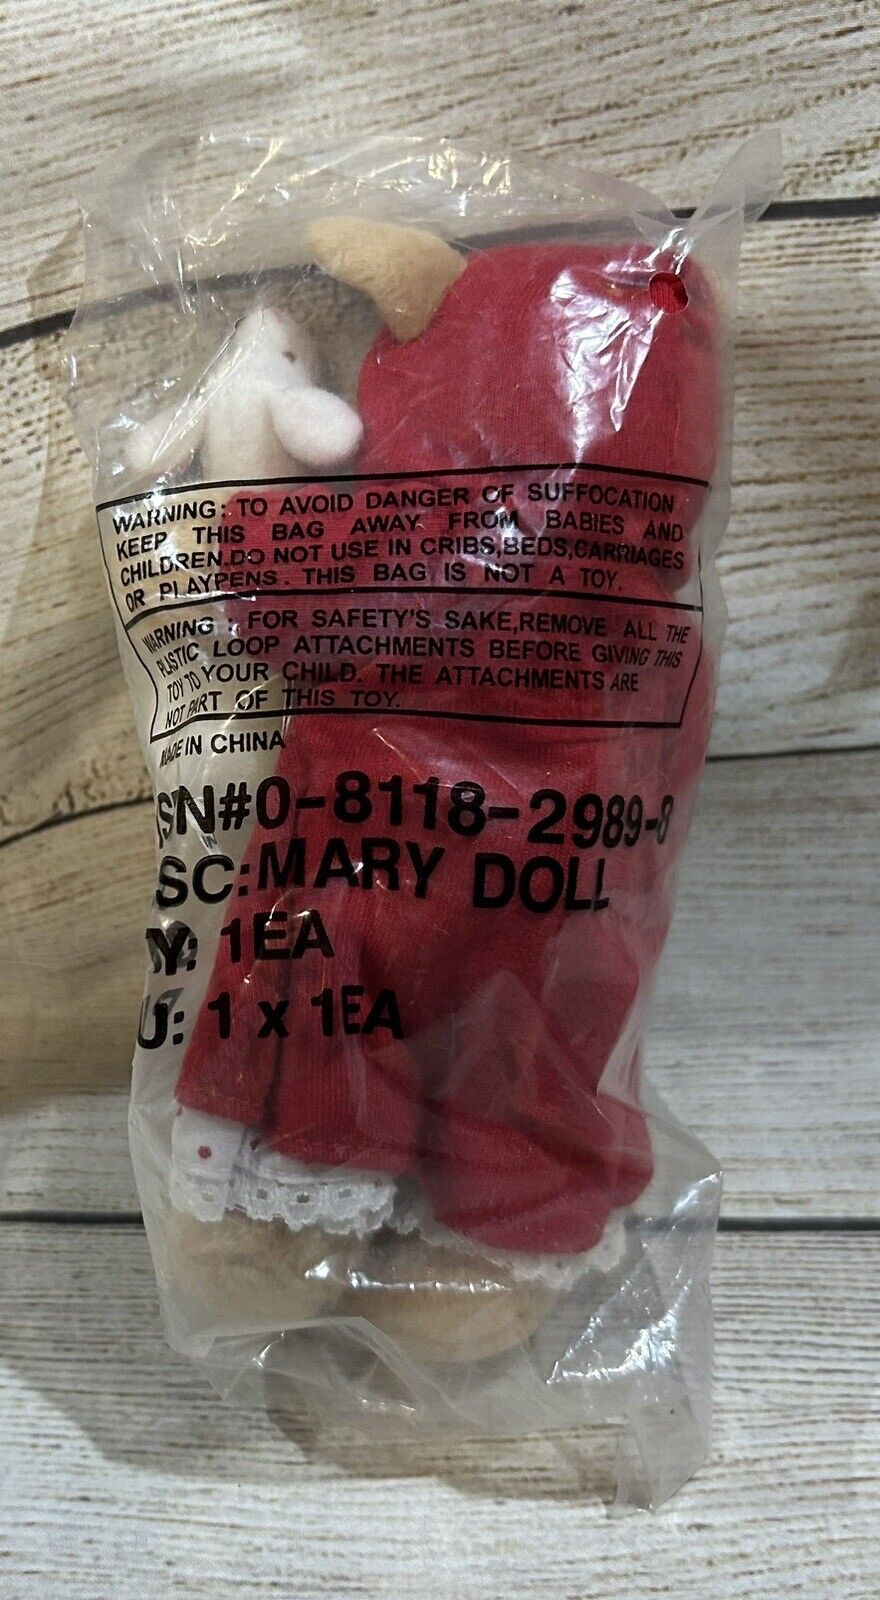 WARNING: TO AVOID DANGER OF SUFFOCATION
KEEP THIS BAG AWAY FROM BABIES AND
CHILDREN.DO NOT USE IN CRIBS,BEDS,CARRIAGES
OR PLAYPENS. THIS BAG IS NOT A TOY.
WARNING : FOR SAFETY'S SAKE,REMOVE ALL THE
PLASTIC LOOP ATTACHMENTS BEFORE GIVING THIS
TOY TO YOUR CHILD. THE ATTACHMENTS ARE
NOT PART OF THIS TOY.
MADE IN CHINA
STN#0-8118-2989-8
SC:MARY DOLL
Y: 1EA
U: 1 x 1EA